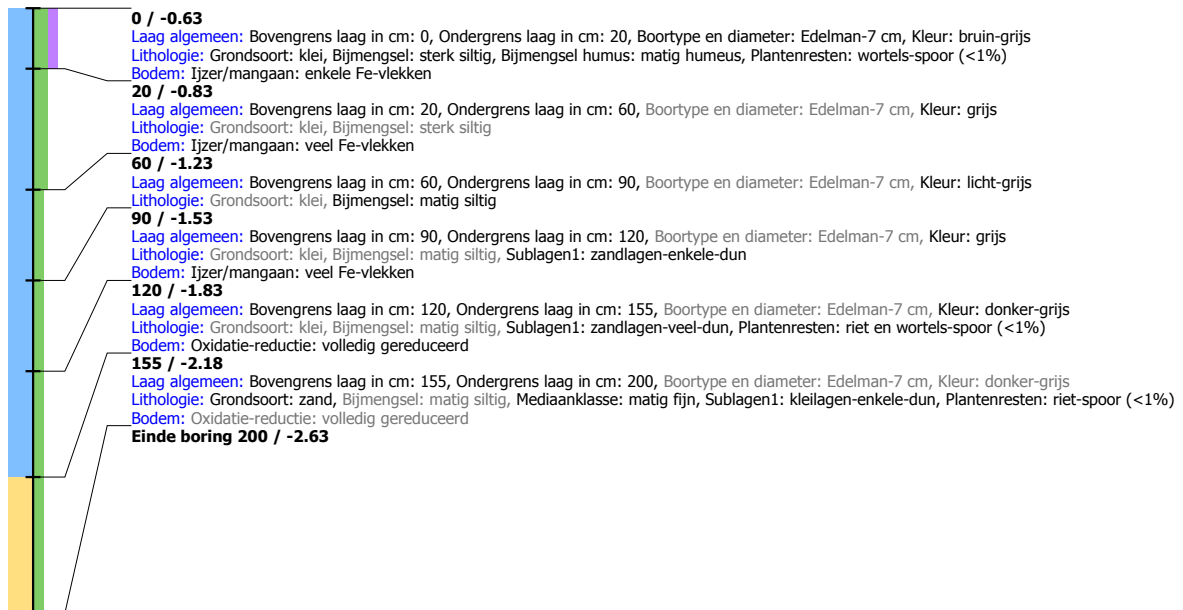 0 / -0.63
Laag algemeen: Bovengrens laag in cm: 0, Ondergrens laag in cm: 20, Boortype en diameter: Edelman-7 cm, Kleur: bruin-grijs
Lithologie: Grondsoort: klei, Bijmengsel: sterk siltig, Bijmengsel humus: matig humeus, Plantenresten: wortels-spoor (<1%)
Bodem: Ijzer/mangaan: enkele Fe-vlekken
20 / -0.83
Laag algemeen: Bovengrens laag in cm: 20, Ondergrens laag in cm: 60, Boortype en diameter: Edelman-7 cm, Kleur: grijs
Lithologie: Grondsoort: klei, Bijmengsel: sterk siltig
Bodem: Ijzer/mangaan: veel Fe-vlekken
60 / -1.23
Laag algemeen: Bovengrens laag in cm: 60, Ondergrens laag in cm: 90, Boortype en diameter: Edelman-7 cm, Kleur: licht-grijs
Lithologie: Grondsoort: klei, Bijmengsel: matig siltig
90 / -1.53
Laag algemeen: Bovengrens laag in cm: 90, Ondergrens laag in cm: 120, Boortype en diameter: Edelman-7 cm, Kleur: grijs
Lithologie: Grondsoort: klei, Bijmengsel: matig siltig, Sublagen1: zandlagen-enkele-dun
Bodem: Ijzer/mangaan: veel Fe-vlekken
120 / -1.83
Laag algemeen: Bovengrens laag in cm: 120, Ondergrens laag in cm: 155, Boortype en diameter: Edelman-7 cm, Kleur: donker-grijs
Lithologie: Grondsoort: klei, Bijmengsel: matig siltig, Sublagen1: zandlagen-veel-dun, Plantenresten: riet en wortels-spoor (<1%)
Bodem: Oxidatie-reductie: volledig gereduceerd
155 / -2.18
Laag algemeen: Bovengrens laag in cm: 155, Ondergrens laag in cm: 200, Boortype en diameter: Edelman-7 cm, Kleur: donker-grijs
Lithologie: Grondsoort: zand, Bijmengsel: matig siltig, Mediaanklasse: matig fijn, Sublagen1: kleilagen-enkele-dun, Plantenresten: riet-spoor (<1%)
Bodem: Oxidatie-reductie: volledig gereduceerd
Einde boring 200 / -2.63